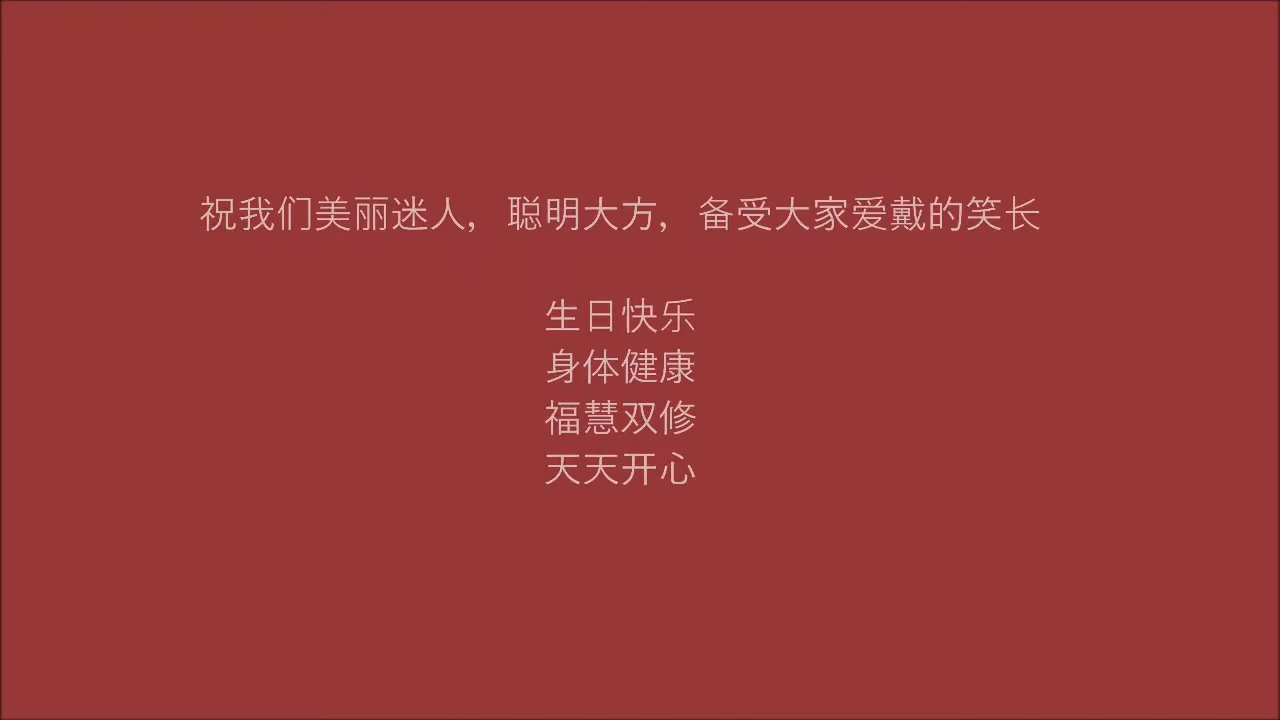 祝我们美丽迷人，聪明大方，备受大家爱戴的笑长
生日快乐
身体健康
福慧双修
天天开心